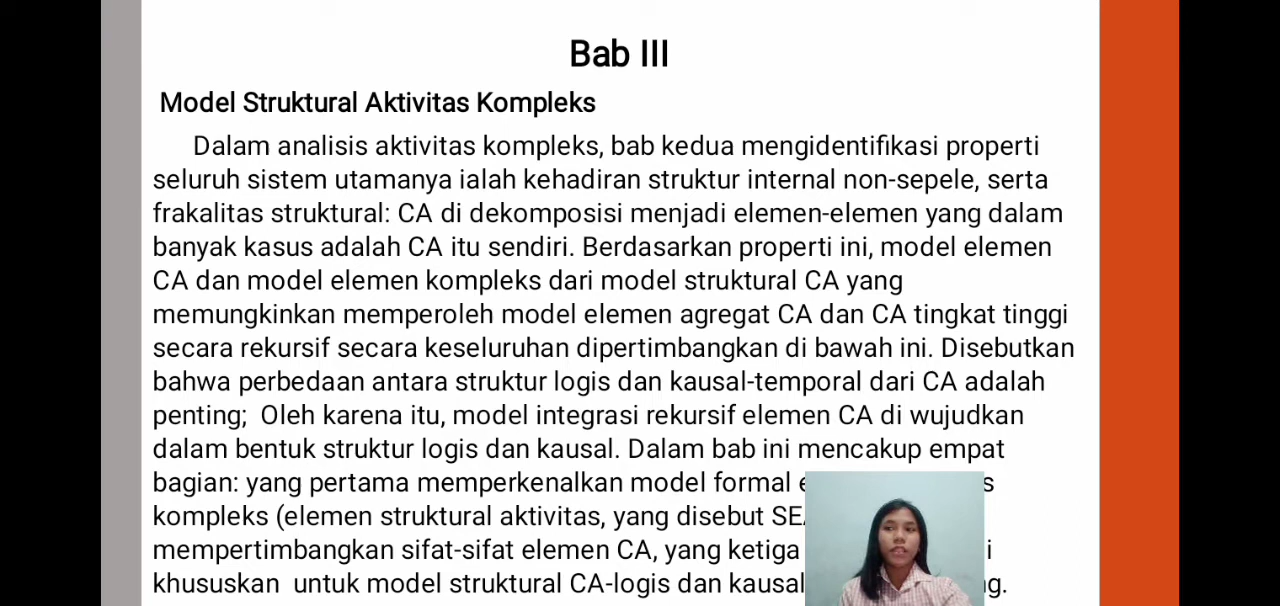 Bab III
Model Struktural Aktivitas Kompleks
Dalam analisis aktivitas kompleks, bab kedua mengidentifikasi properti
seluruh sistem utamanya ialah kehadiran struktur internal non-sepele, serta
frakalitas struktural: CA di dekomposisi menjadi elemen-elemen yang dalam
banyak kasus adalah CA itu sendiri. Berdasarkan properti ini, model elemen
CA dan model elemen kompleks dari model struktural CA yang
memungkinkan memperoleh model elemen agregat CA dan CA tingkat tinggi
secara rekursif secara keseluruhan dipertimbangkan di bawah ini. Disebutkan
bahwa perbedaan antara struktur logis dan kausal-temporal dari CA adalah
penting; Oleh karena itu, model integrasi rekursif elemen CA di wujudkan
dalam bentuk struktur logis dan kausal. Dalam bab ini mencakup empat
bagian: yang pertama memperkenalkan model formal
kompleks (elemen struktural aktivitas, yang disebut
mempertimbangkan sifat-sifat elemen CA, yang ketiga
khususkan untuk model struktural CA-logis dan kausal